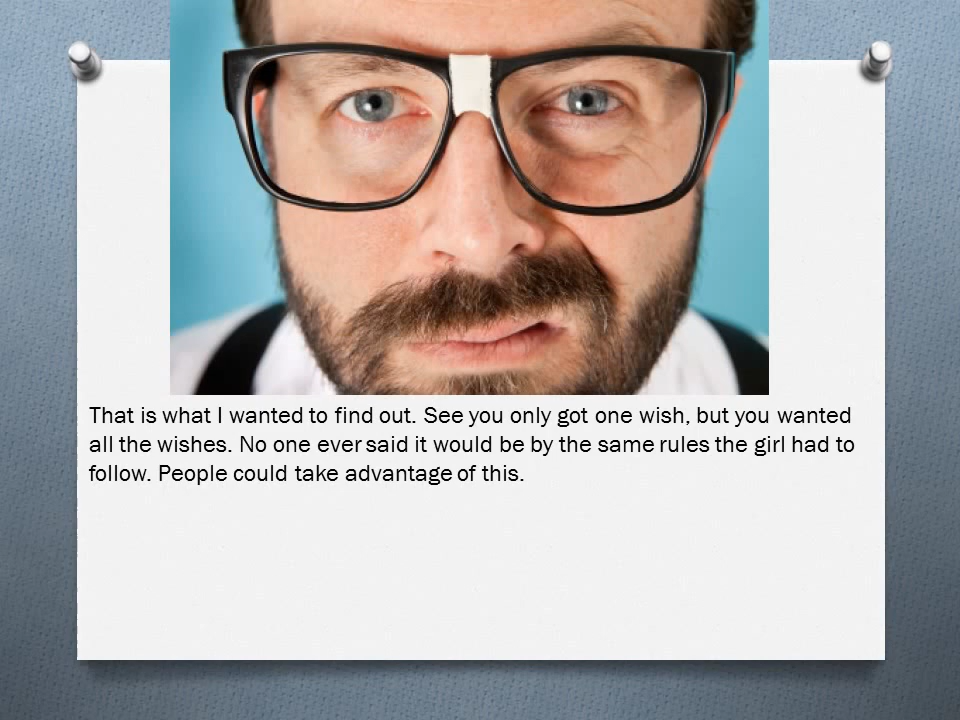 That is what I wanted to find out. See you only got one wish, but you wanted
all the wishes. No one ever said it would be by the same rules the girl had to
follow. People could take advantage of this.